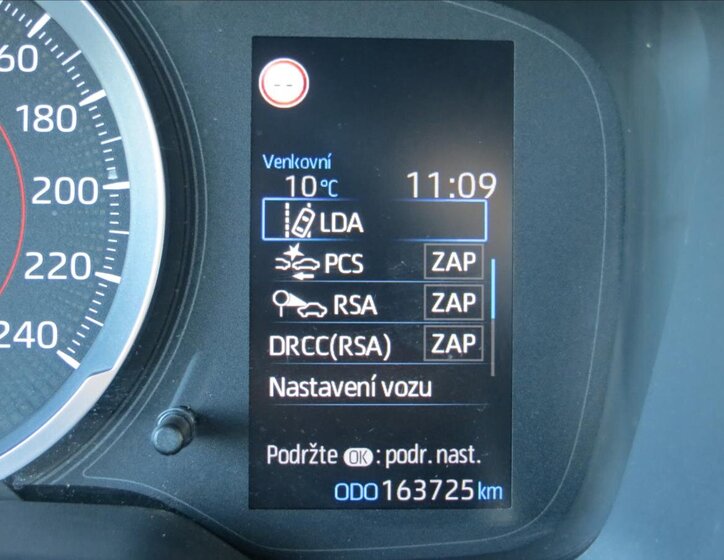 60
180
200
220
240
--
Venkovní
10°C 11:09
LDA
PCS ZAP
RSA ZAP
DRCC(RSA) ZAP
Nastavení vozu
Podržte OK : podr. nast.
ODO 163725 km